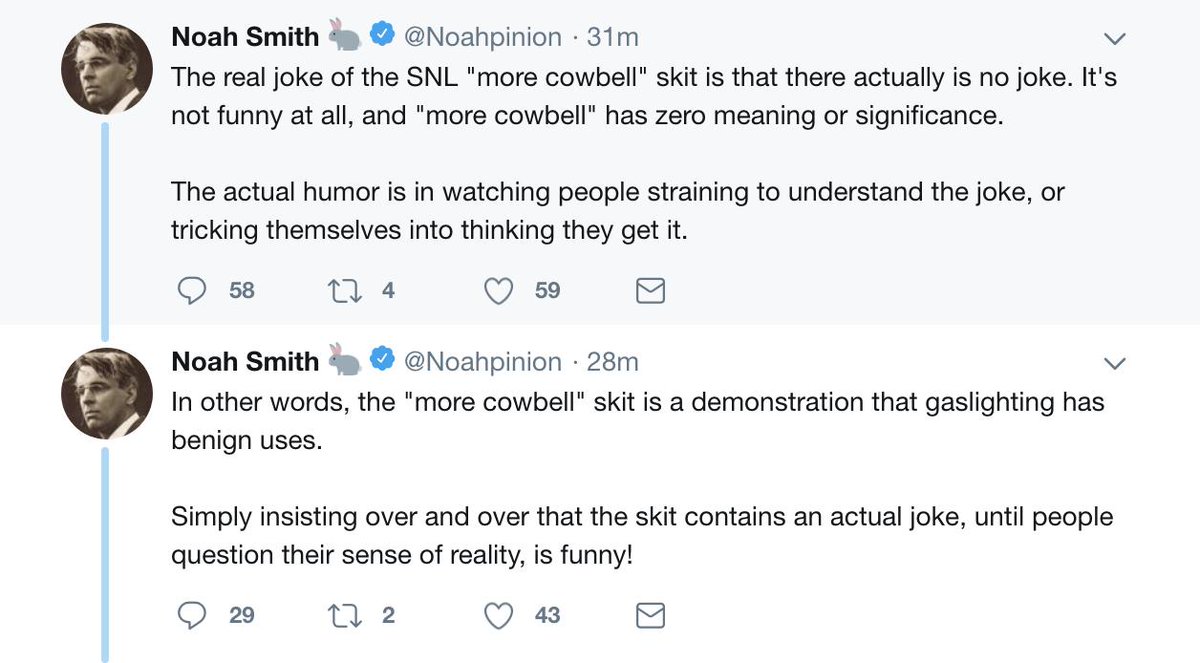 Noah Smith 🐇 @Noahpinion · 31m
The real joke of the SNL "more cowbell" skit is that there actually is no joke. It's
not funny at all, and "more cowbell" has zero meaning or significance.
The actual humor is in watching people straining to understand the joke, or
tricking themselves into thinking they get it.
58 4 59
Noah Smith 🐇 @Noahpinion · 28m
In other words, the "more cowbell" skit is a demonstration that gaslighting has
benign uses.
Simply insisting over and over that the skit contains an actual joke, until people
question their sense of reality, is funny!
29 2 43